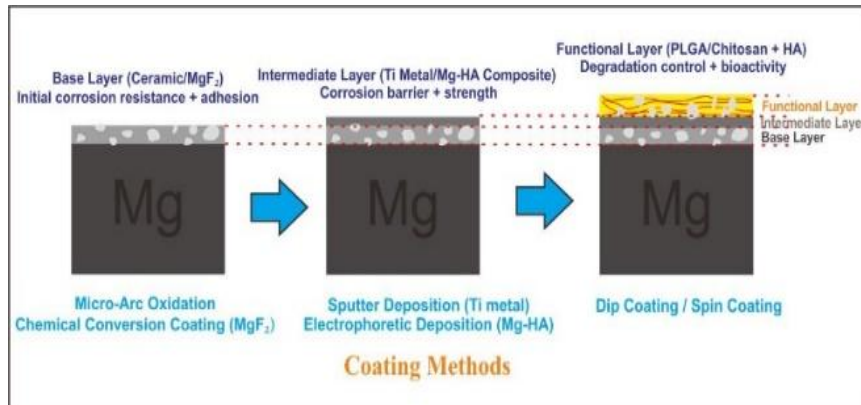 Base Layer (Ceramic/MgF₂)
Initial corrosion resistance + adhesion
Intermediate Layer (Ti Metal/Mg-HA Composite)
Corrosion barrier + strength
Functional Layer (PLGA/Chitosan + HA)
Degradation control + bioactivity
Functional Layer
Intermediate Laye
Base Layer
Mg
Mg
Mg
Micro-Arc Oxidation
Chemical Conversion Coating (MgF₂)
Sputter Deposition (Ti metal)
Electrophoretic Deposition (Mg-HA)
Dip Coating / Spin Coating
Coating Methods